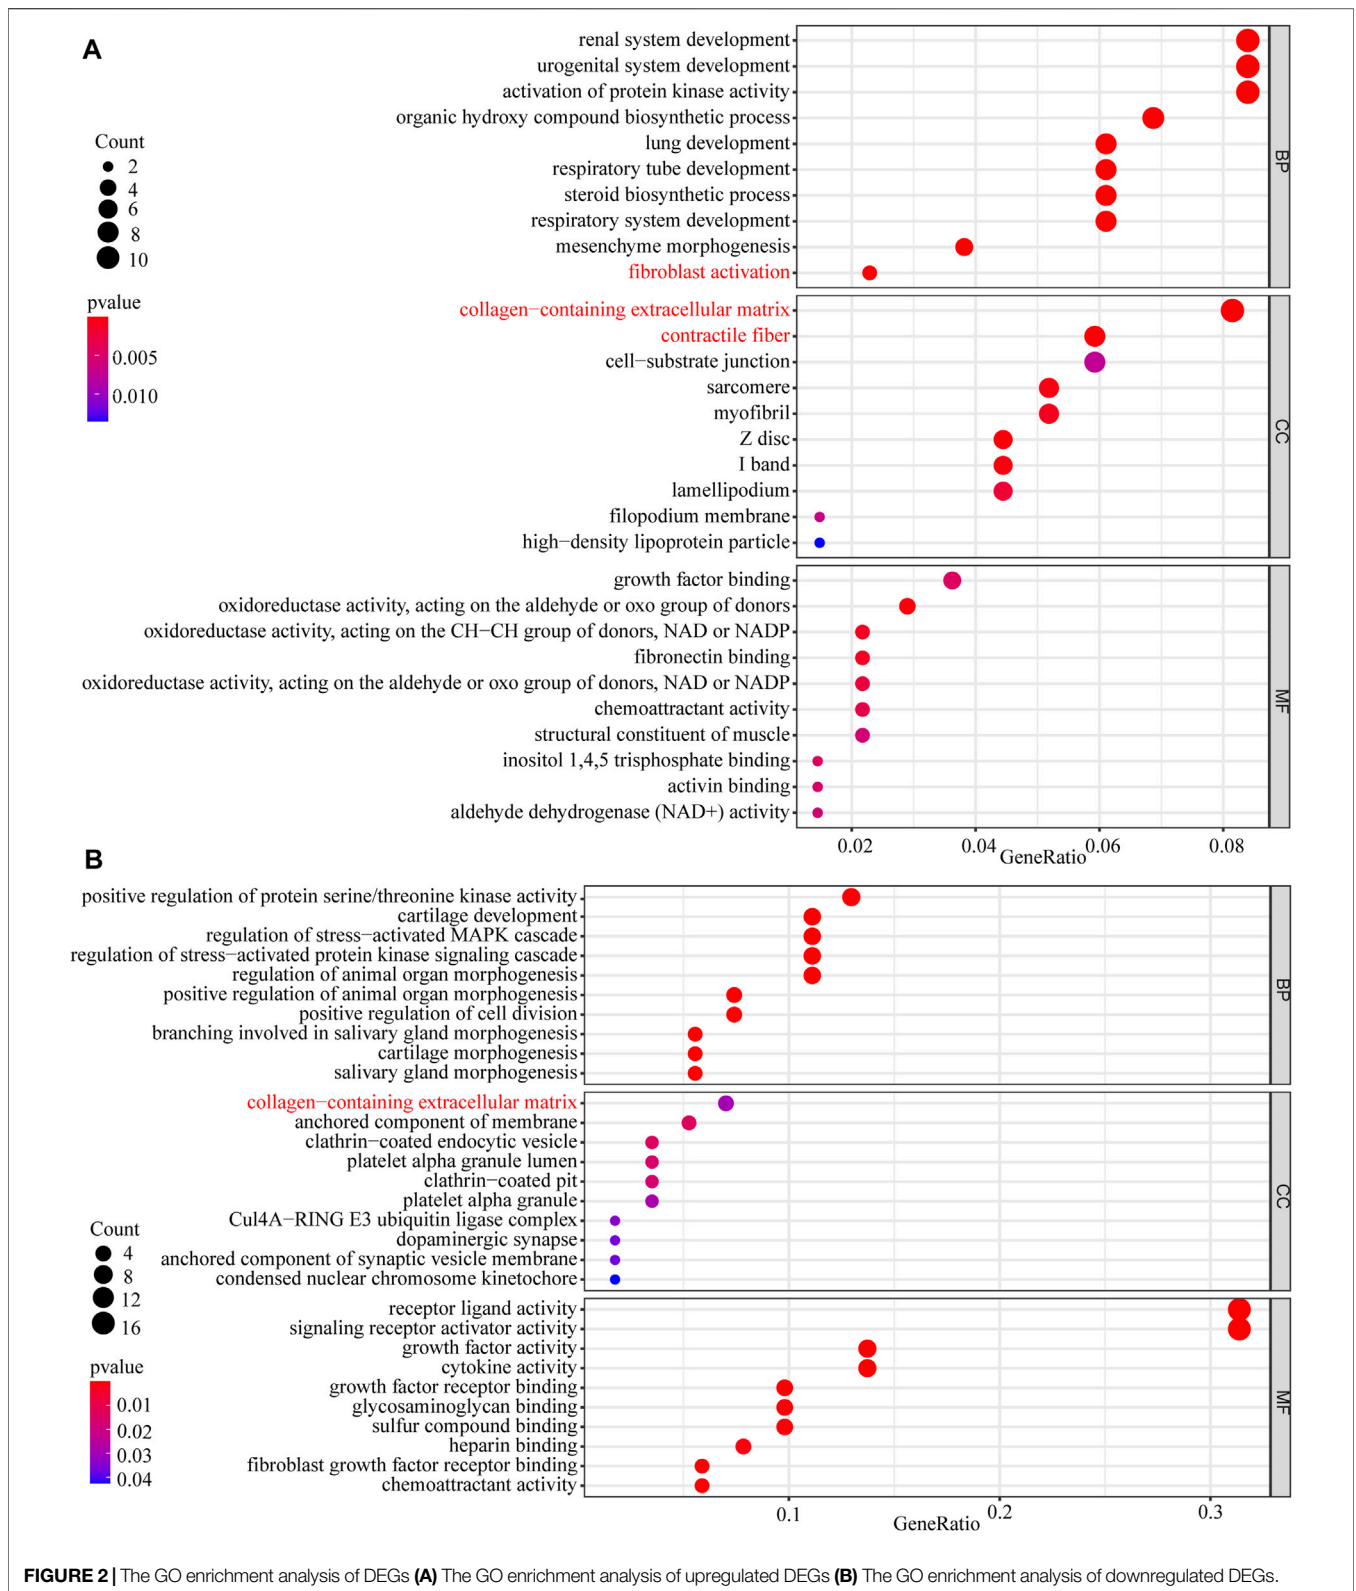 A
renal system development
urogenital system development
activation of protein kinase activity
organic hydroxy compound biosynthetic process
lung development
respiratory tube development
steroid biosynthetic process
respiratory system development
mesenchyme morphogenesis
fibroblast activation
BP
Count
2
4
6
8
10
pvalue
0.005
0.010
collagen−containing extracellular matrix
contractile fiber
cell−substrate junction
sarcomere
myofibril
Z disc
I band
lamellipodium
filopodium membrane
high−density lipoprotein particle
CC
growth factor binding
oxidoreductase activity, acting on the aldehyde or oxo group of donors
oxidoreductase activity, acting on the CH−CH group of donors, NAD or NADP
fibronectin binding
oxidoreductase activity, acting on the aldehyde or oxo group of donors, NAD or NADP
chemoattractant activity
structural constituent of muscle
inositol 1,4,5 trisphosphate binding
activin binding
aldehyde dehydrogenase (NAD+) activity
MF
0.02 0.04 0.06 0.08
GeneRatio
B
positive regulation of protein serine/threonine kinase activity
cartilage development
regulation of stress−activated MAPK cascade
regulation of stress−activated protein kinase signaling cascade
regulation of animal organ morphogenesis
positive regulation of animal organ morphogenesis
positive regulation of cell division
branching involved in salivary gland morphogenesis
cartilage morphogenesis
salivary gland morphogenesis
BP
collagen−containing extracellular matrix
anchored component of membrane
clathrin−coated endocytic vesicle
platelet alpha granule lumen
clathrin−coated pit
platelet alpha granule
Cul4A−RING E3 ubiquitin ligase complex
dopaminergic synapse
anchored component of synaptic vesicle membrane
condensed nuclear chromosome kinetochore
CC
Count
4
8
12
16
pvalue
0.01
0.02
0.03
0.04
receptor ligand activity
signaling receptor activator activity
growth factor activity
cytokine activity
growth factor receptor binding
glycosaminoglycan binding
sulfur compound binding
heparin binding
fibroblast growth factor receptor binding
chemoattractant activity
MF
0.1 0.2 0.3
GeneRatio
FIGURE 2 | The GO enrichment analysis of DEGs (A) The GO enrichment analysis of upregulated DEGs (B) The GO enrichment analysis of downregulated DEGs.